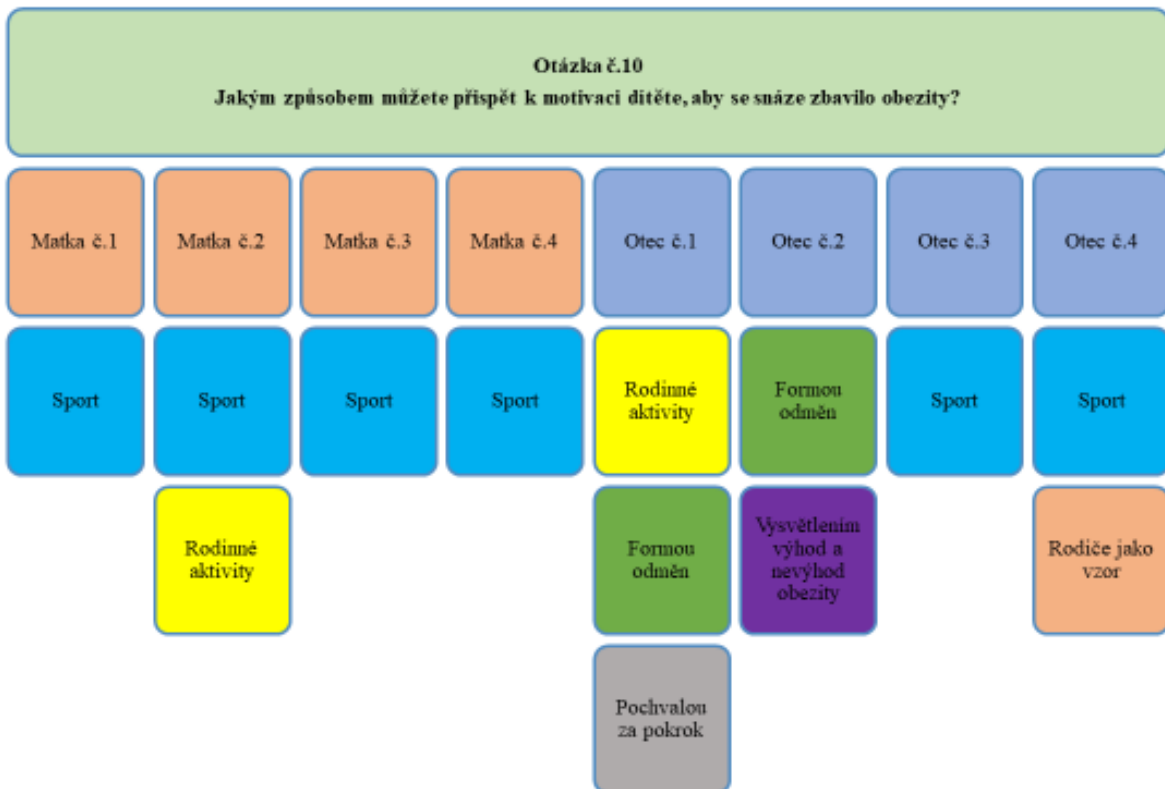 Otázka č.10
Jakým způsobem můžete přispět k motivaci dítěte, aby se snáze zbavilo obezity?
Matka č.1
Matka č.2
Matka č.3
Matka č.4
Otec č.1
Otec č.2
Otec č.3
Otec č.4
Sport
Sport
Sport
Sport
Rodinné
aktivity
Formou
odměn
Sport
Sport
Rodinné
aktivity
Formou
odměn
Vysvětlením
výhod a
nevýhod
obezity
Rodiče jako
vzor
Pochvalou
za pokrok